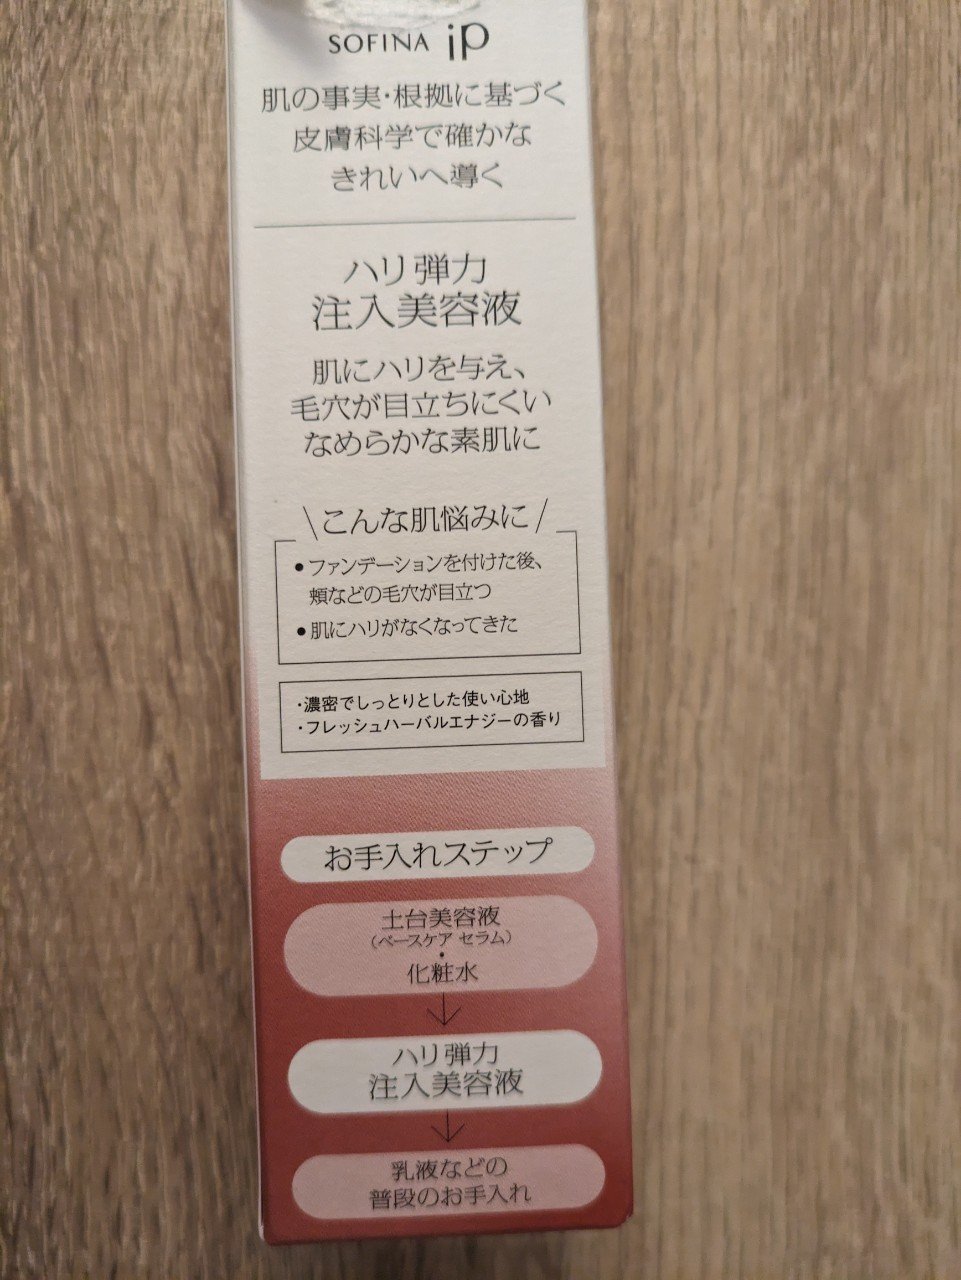 SOFINA iP
肌の事実・根拠に基づく
皮膚科学で確かな
きれいへ導く
ハリ弾力
注入美容液
肌にハリを与え、
毛穴が目立ちにくい
なめらかな素肌に
\こんな肌悩みに/
●ファンデーションを付けた後、
頬などの毛穴が目立つ
●肌にハリがなくなってきた
・濃密でしっとりとした使い心地
・フレッシュハーバルエナジーの香り
お手入れステップ
土台美容液
(ベースケア セラム)
・
化粧水
↓
ハリ弾力
注入美容液
↓
乳液などの
普段のお手入れ